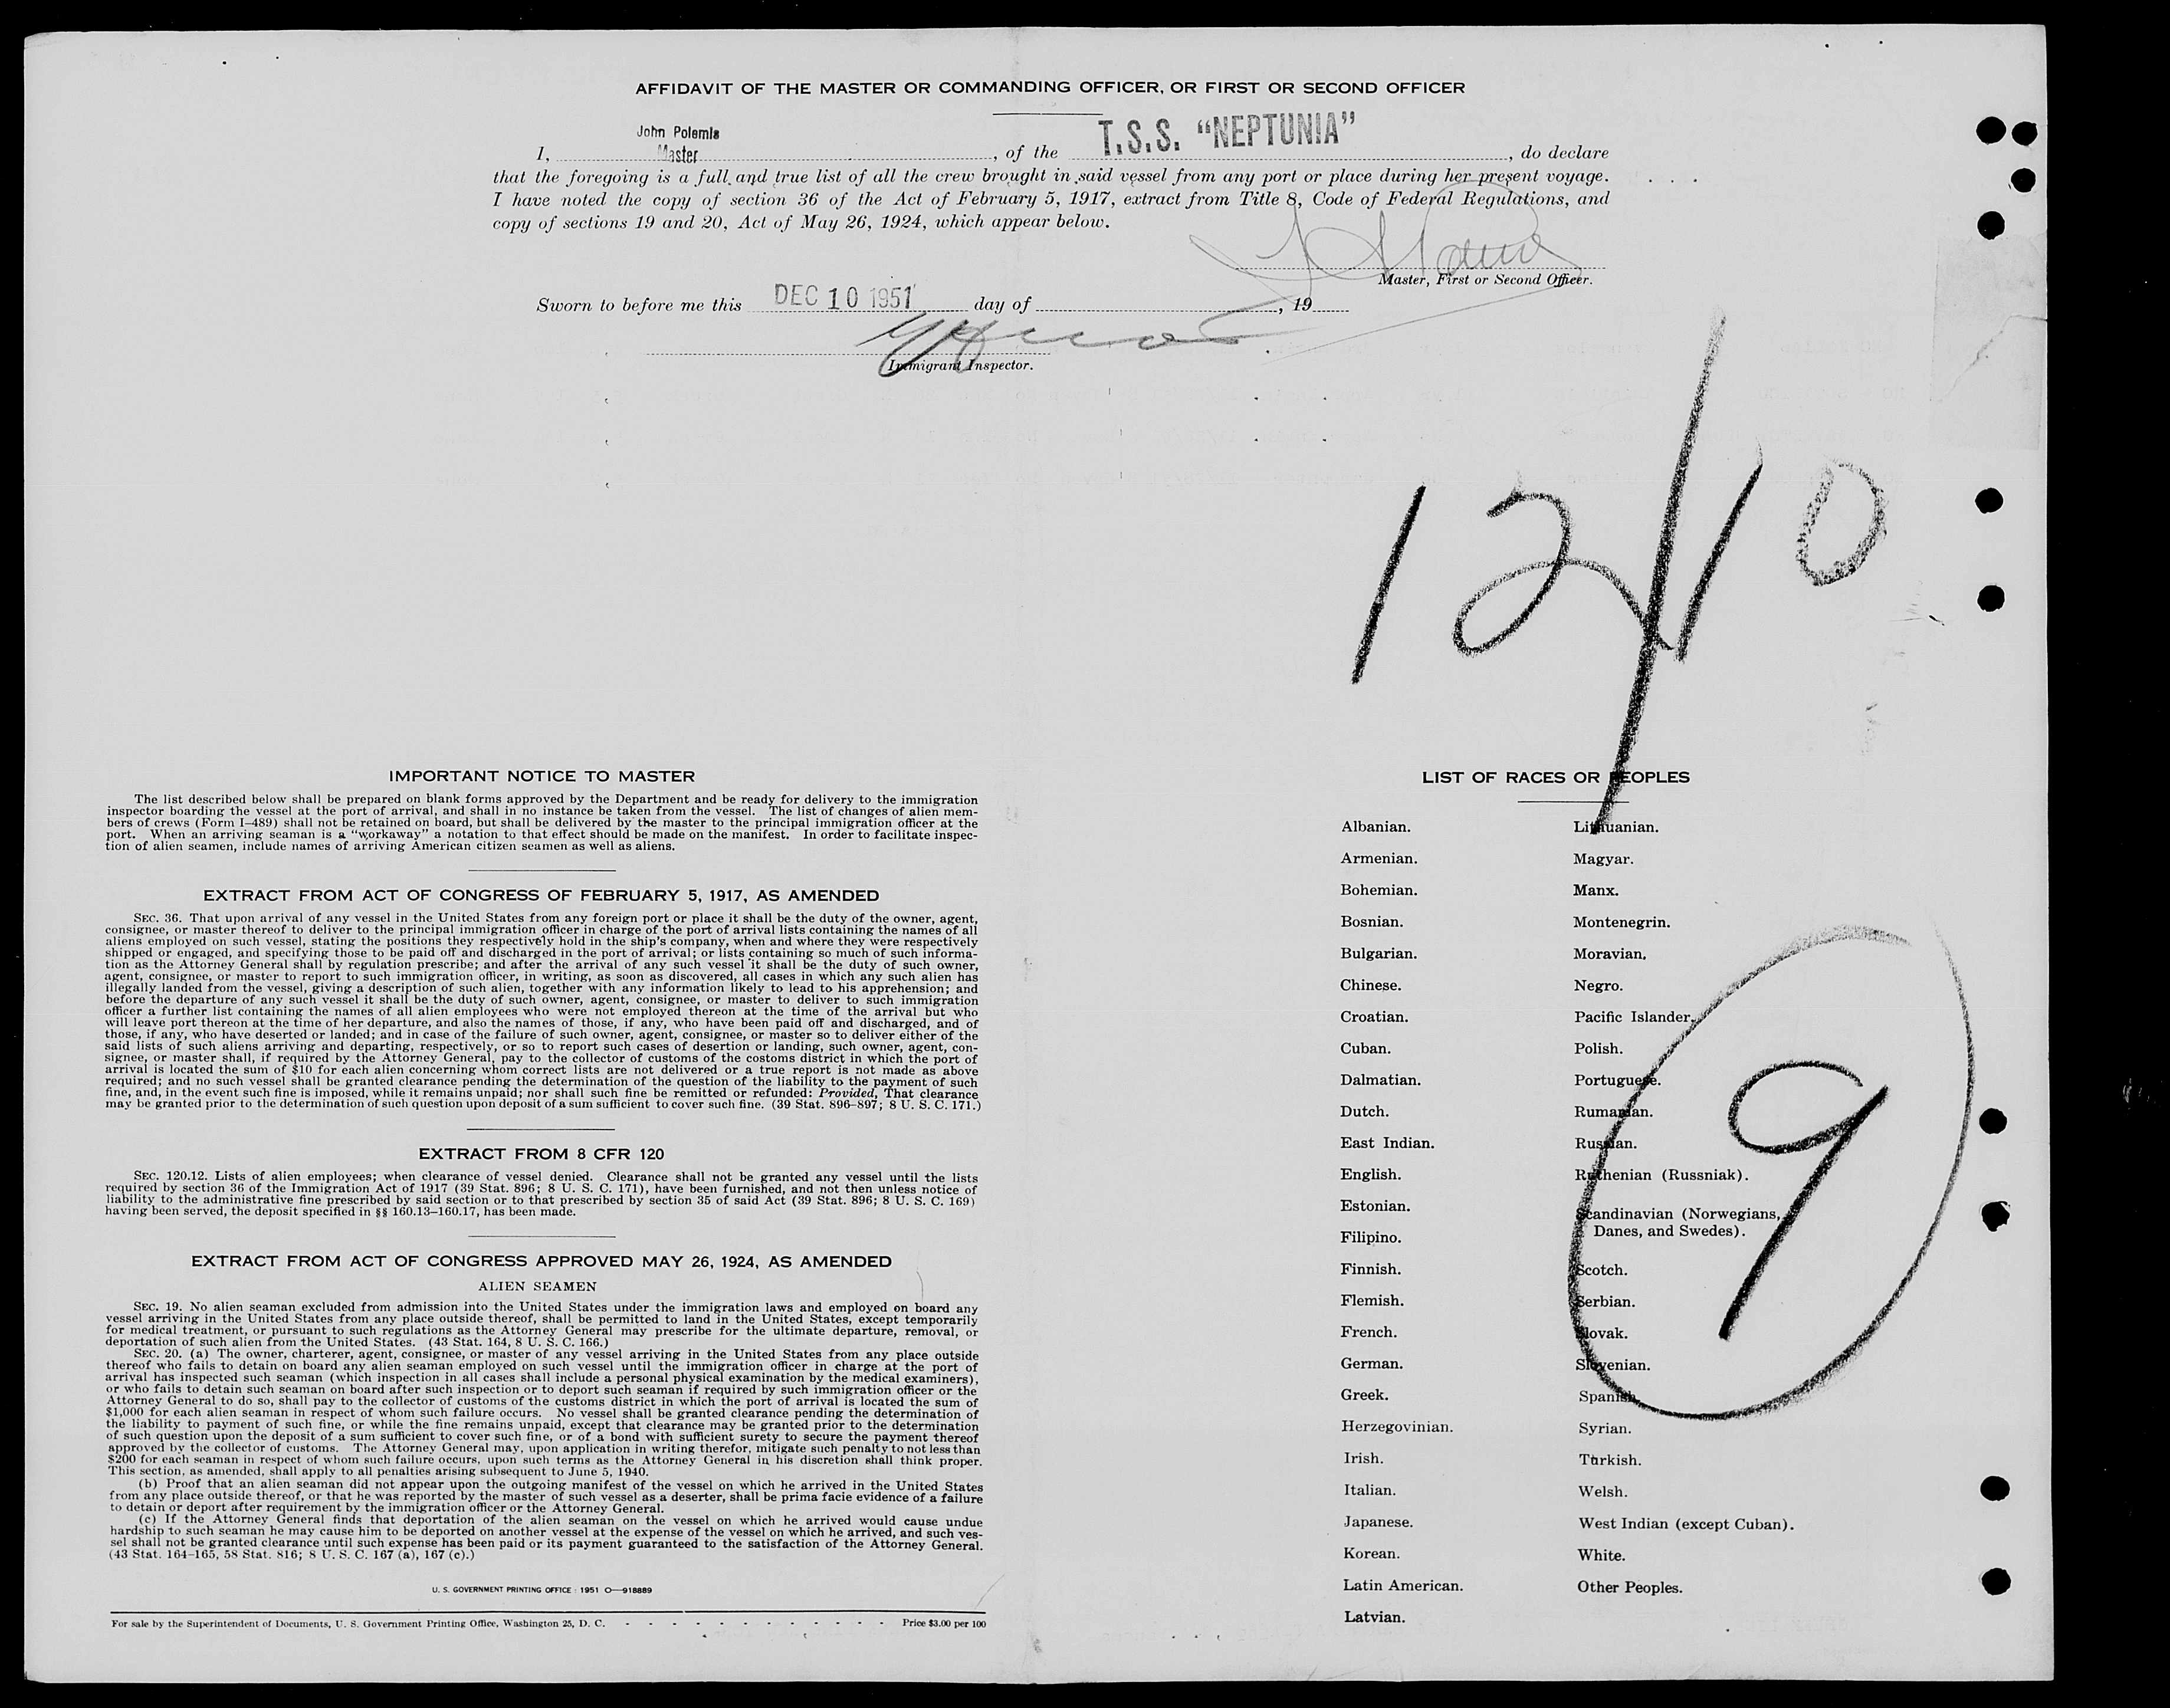 AFFIDAVIT OF THE MASTER OR COMMANDING OFFICER, OR FIRST OR SECOND OFFICER
John Polemis
Master
T.S.S. “NEPTUNIA”
I, , of the , do declare
that the foregoing is a full and true list of all the crew brought in said vessel from any port or place during her present voyage.
I have noted the copy of section 36 of the Act of February 5, 1917, extract from Title 8, Code of Federal Regulations, and
copy of sections 19 and 20, Act of May 26, 1924, which appear below.
Master, First or Second Officer.
Sworn to before me this DEC 10 1951 day of , 19
Immigrant Inspector.
12/10
IMPORTANT NOTICE TO MASTER
The list described below shall be prepared on blank forms approved by the Department and be ready for delivery to the immigration
inspector boarding the vessel at the port of arrival, and shall in no instance be taken from the vessel. The list of changes of alien mem-
bers of crews (Form I-489) shall not be retained on board, but shall be delivered by the master to the principal immigration officer at the
port. When an arriving seaman is a “workaway” a notation to that effect should be made on the manifest. In order to facilitate inspec-
tion of alien seamen, include names of arriving American citizen seamen as well as aliens.
EXTRACT FROM ACT OF CONGRESS OF FEBRUARY 5, 1917, AS AMENDED
SEC. 36. That upon arrival of any vessel in the United States from any foreign port or place it shall be the duty of the owner, agent,
consignee, or master thereof to deliver to the principal immigration officer in charge of the port of arrival lists containing the names of all
aliens employed on such vessel, stating the positions they respectively hold in the ship's company, when and where they were respectively
shipped or engaged, and specifying those to be paid off and discharged in the port of arrival; or lists containing so much of such informa-
tion as the Attorney General shall by regulation prescribe; and after the arrival of any such vessel it shall be the duty of such owner,
agent, consignee, or master to report to such immigration officer, in writing, as soon as discovered, all cases in which any such alien has
illegally landed from the vessel, giving a description of such alien, together with any information likely to lead to his apprehension; and
before the departure of any such vessel it shall be the duty of such owner, agent, consignee, or master to deliver to such immigration
officer a further list containing the names of all alien employees who were not employed thereon at the time of the arrival but who
will leave port thereon at the time of her departure, and also the names of those, if any, who have been paid off and discharged, and of
those, if any, who have deserted or landed; and in case of the failure of such owner, agent, consignee, or master so to deliver either of the
said lists of such aliens arriving and departing, respectively, or so to report such cases of desertion or landing, such owner, agent, con-
signee, or master shall, if required by the Attorney General, pay to the collector of customs of the costoms district in which the port of
arrival is located the sum of $10 for each alien concerning whom correct lists are not delivered or a true report is not made as above
required; and no such vessel shall be granted clearance pending the determination of the question of the liability to the payment of such
fine, and, in the event such fine is imposed, while it remains unpaid; nor shall such fine be remitted or refunded: Provided, That clearance
may be granted prior to the determination of such question upon deposit of a sum sufficient to cover such fine. (39 Stat. 896-897; 8 U. S. C. 171.)
EXTRACT FROM 8 CFR 120
SEC. 120.12. Lists of alien employees; when clearance of vessel denied. Clearance shall not be granted any vessel until the lists
required by section 36 of the Immigration Act of 1917 (39 Stat. 896; 8 U. S. C. 171), have been furnished, and not then unless notice of
liability to the administrative fine prescribed by said section or to that prescribed by section 35 of said Act (39 Stat. 896; 8 U. S. C. 169)
having been served, the deposit specified in §§ 160.13-160.17, has been made.
EXTRACT FROM ACT OF CONGRESS APPROVED MAY 26, 1924, AS AMENDED
ALIEN SEAMEN
SEC. 19. No alien seaman excluded from admission into the United States under the immigration laws and employed on board any
vessel arriving in the United States from any place outside thereof, shall be permitted to land in the United States, except temporarily
for medical treatment, or pursuant to such regulations as the Attorney General may prescribe for the ultimate departure, removal, or
deportation of such alien from the United States. (43 Stat. 164, 8 U. S. C. 166.)
SEC. 20. (a) The owner, charterer, agent, consignee, or master of any vessel arriving in the United States from any place outside
thereof who fails to detain on board any alien seaman employed on such vessel until the immigration officer in charge at the port of
arrival has inspected such seaman (which inspection in all cases shall include a personal physical examination by the medical examiners),
or who fails to detain such seaman on board after such inspection or to deport such seaman if required by such immigration officer or the
Attorney General to do so, shall pay to the collector of customs of the customs district in which the port of arrival is located the sum of
$1,000 for each alien seaman in respect of whom such failure occurs. No vessel shall be granted clearance pending the determination of
the liability to payment of such fine, or while the fine remains unpaid, except that clearance may be granted prior to the determination
of such question upon the deposit of a sum sufficient to cover such fine, or of a bond with sufficient surety to secure the payment thereof
approved by the collector of customs. The Attorney General may, upon application in writing therefor, mitigate such penalty to not less than
$200 for each seaman in respect of whom such failure occurs, upon such terms as the Attorney General in his discretion shall think proper.
This section, as amended, shall apply to all penalties arising subsequent to June 5, 1940.
(b) Proof that an alien seaman did not appear upon the outgoing manifest of the vessel on which he arrived in the United States
from any place outside thereof, or that he was reported by the master of such vessel as a deserter, shall be prima facie evidence of a failure
to detain or deport after requirement by the immigration officer or the Attorney General.
(c) If the Attorney General finds that deportation of the alien seaman on the vessel on which he arrived would cause undue
hardship to such seaman he may cause him to be deported on another vessel at the expense of the vessel on which he arrived, and such ves-
sel shall not be granted clearance until such expense has been paid or its payment guaranteed to the satisfaction of the Attorney General.
(43 Stat. 164-165, 58 Stat. 816; 8 U. S. C. 167 (a), 167 (c).)
U. S. GOVERNMENT PRINTING OFFICE : 1951 O—918889
For sale by the Superintendent of Documents, U. S. Government Printing Office, Washington 25, D. C. - - - - - - - - - - - - Price $3.00 per 100
LIST OF RACES OR PEOPLES
Albanian.
Armenian.
Bohemian.
Bosnian.
Bulgarian.
Chinese.
Croatian.
Cuban.
Dalmatian.
Dutch.
East Indian.
English.
Estonian.
Filipino.
Finnish.
Flemish.
French.
German.
Greek.
Herzegovinian.
Irish.
Italian.
Japanese.
Korean.
Latin American.
Latvian.
Lithuanian.
Magyar.
Manx.
Montenegrin.
Moravian.
Negro.
Pacific Islander.
Polish.
Portuguese.
Rumanian.
Russian.
Ruthenian (Russniak).
Scandinavian (Norwegians,
Danes, and Swedes).
Scotch.
Serbian.
Slovak.
Slovenian.
Spanish.
Syrian.
Turkish.
Welsh.
West Indian (except Cuban).
White.
Other Peoples.
9